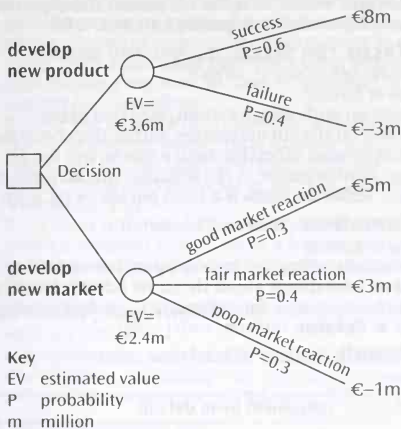 success
P=0.6
€8m
develop
new product
EV=
€3.6m
failure
P=0.4
€–3m
Decision
good market reaction
P=0.3
€5m
develop
new market
EV=
€2.4m
fair market reaction
P=0.4
€3m
poor market reaction
P=0.3
€–1m
Key
EV estimated value
P probability
m million